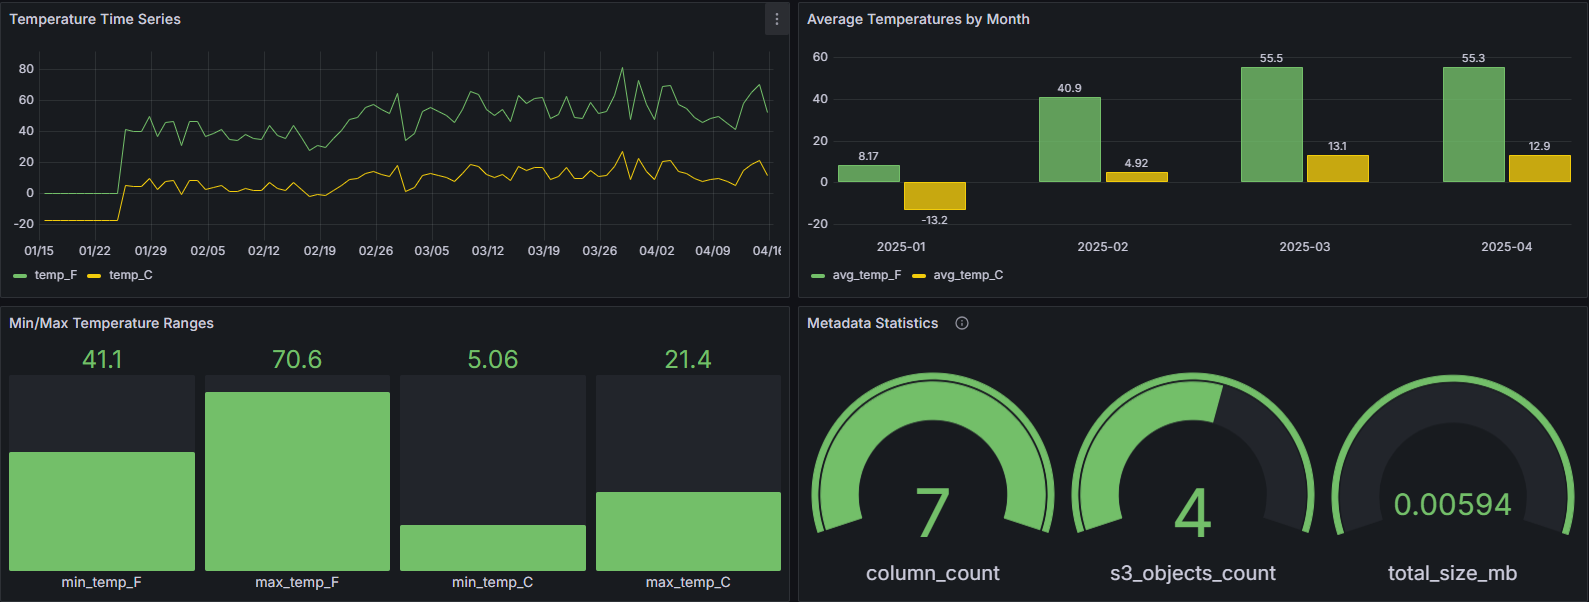 Temperature Time Series
80
60
40
20
0
-20
01/15 01/22 01/29 02/05 02/12 02/19 02/26 03/05 03/12 03/19 03/26 04/02 04/09 04/16
temp_F temp_C
Average Temperatures by Month
60
40
20
0
-20
8.17
-13.2
40.9
4.92
55.5
13.1
55.3
12.9
2025-01 2025-02 2025-03 2025-04
avg_temp_F avg_temp_C
Min/Max Temperature Ranges
41.1 70.6 5.06 21.4
min_temp_F max_temp_F min_temp_C max_temp_C
Metadata Statistics
7 4 0.00594
column_count s3_objects_count total_size_mb